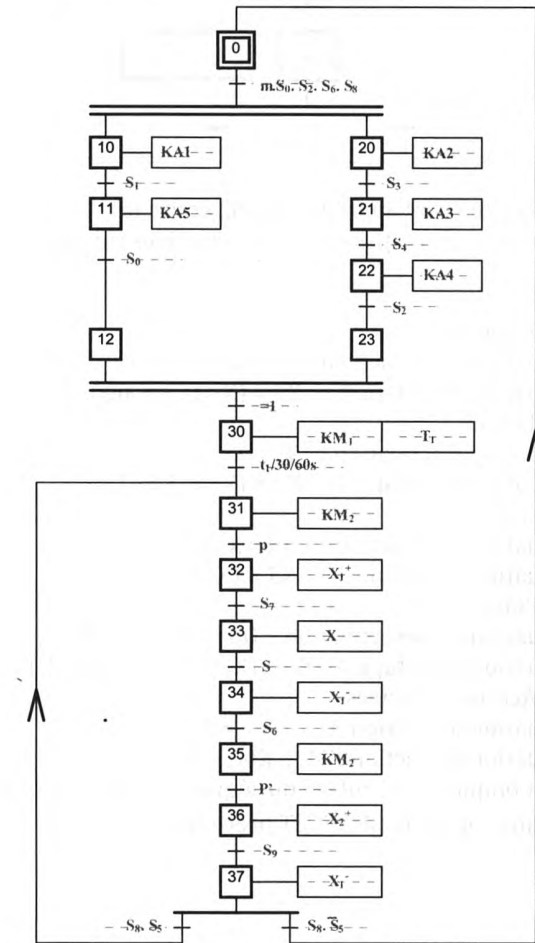 0
m.S₀. S̅₂. S₆. S₈
10 KA1 20 KA2
S₁ S₃
11 KA5 21 KA3
S₄
S₀ 22 KA4
S₂
12 23
=1
30 KM₁ T₁
t₁/30/60s
31 KM₂
p
32 X₁⁺
S₇
33 X
S
34 X₁⁻
S₆
35 KM₂
p'
36 X₂⁺
S₉
37 X₁⁻
S₈. S₅ S₈. S̅₅